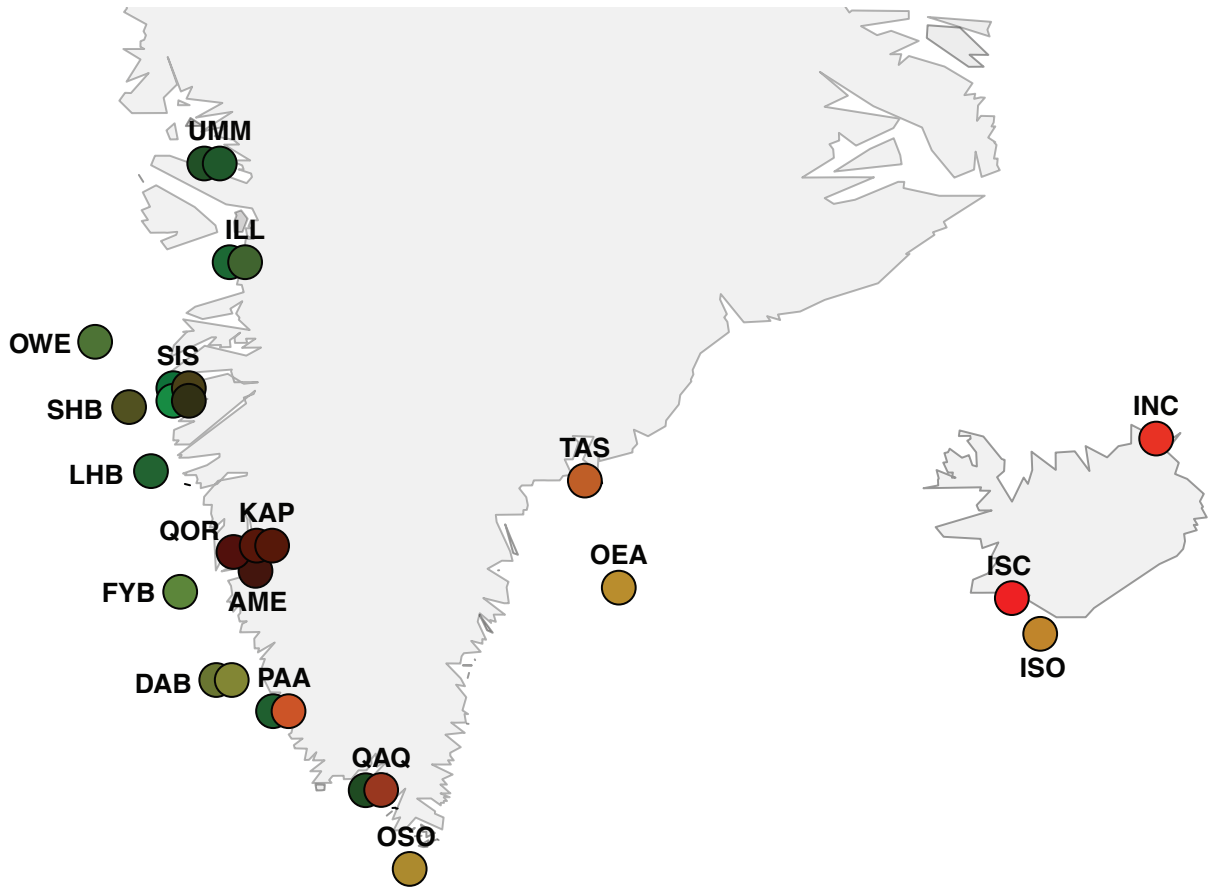 UMM
ILL
OWE
SIS
SHB
INC
TAS
LHB
KAP
QOR
OEA
ISC
FYB
AME
ISO
PAA
DAB
QAQ
OSO